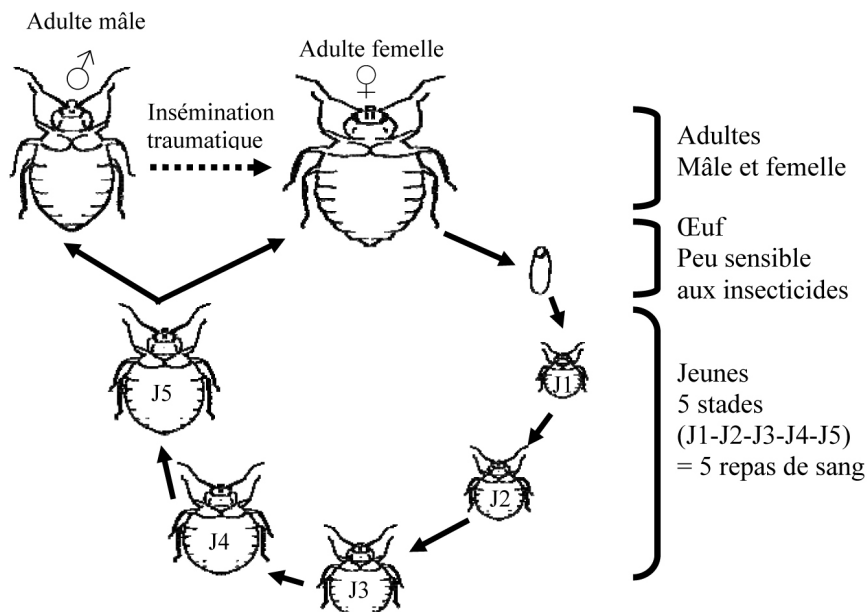 Adulte mâle
♂
Adulte femelle
♀
Insémination
traumatique
Adultes
Mâle et femelle
Œuf
Peu sensible
aux insecticides
J1
J2
J3
J4
J5
Jeunes
5 stades
(J1-J2-J3-J4-J5)
= 5 repas de sang